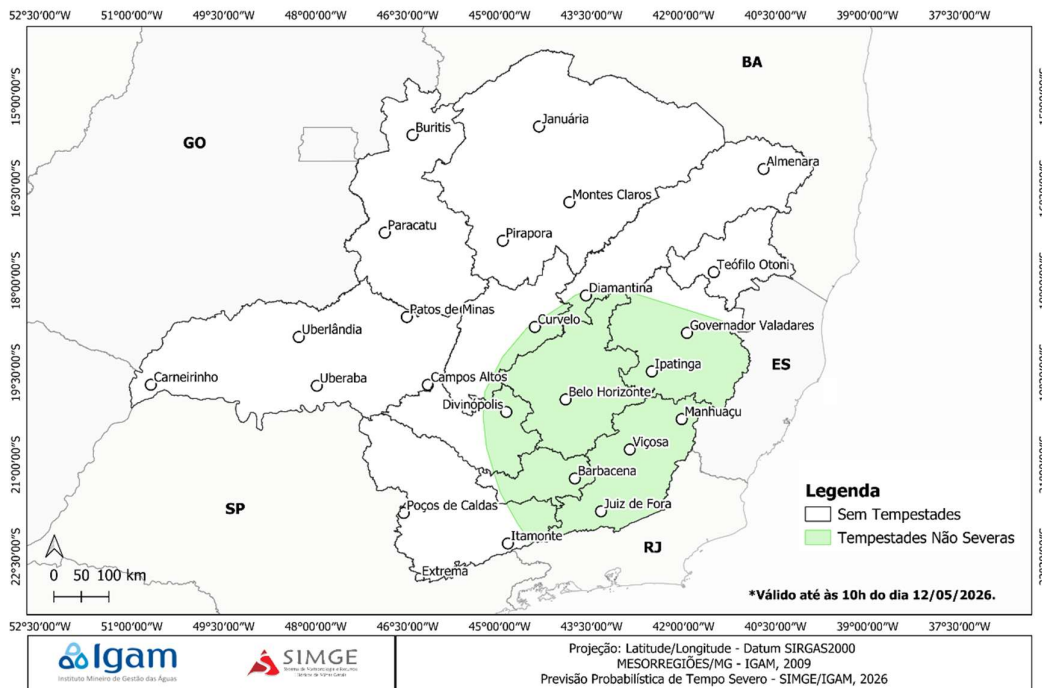 52°30'00"W 51°00'00"W 49°30'00"W 48°00'00"W 46°30'00"W 45°00'00"W 43°30'00"W 42°00'00"W 40°30'00"W 39°00'00"W 37°30'00"W
15°00'00"S
16°30'00"S
18°00'00"S
19°30'00"S
21°00'00"S
22°30'00"S
BA
GO
Buritis
Januária
Almenara
Montes Claros
Paracatu
Pirapora
Teófilo Otoni
Diamantina
Patos de Minas
Curvelo
Governador Valadares
Uberlândia
Ipatinga
ES
Carneirinho
Uberaba
Campos Altos
Belo Horizonte
Divinópolis
Manhuaçu
Viçosa
Barbacena
SP
Poços de Caldas
Juiz de Fora
Itamonte
RJ
Extrema
Legenda
Sem Tempestades
Tempestades Não Severas
0 50 100 km
*Válido até às 10h do dia 12/05/2026.
52°30'00"W 51°00'00"W 49°30'00"W 48°00'00"W 46°30'00"W 45°00'00"W 43°30'00"W 42°00'00"W 40°30'00"W 39°00'00"W 37°30'00"W
Igam
Instituto Mineiro de Gestão das Águas
SIMGE
Projeção: Latitude/Longitude - Datum SIRGAS2000
MESORREGIÕES/MG - IGAM, 2009
Previsão Probabilística de Tempo Severo - SIMGE/IGAM, 2026